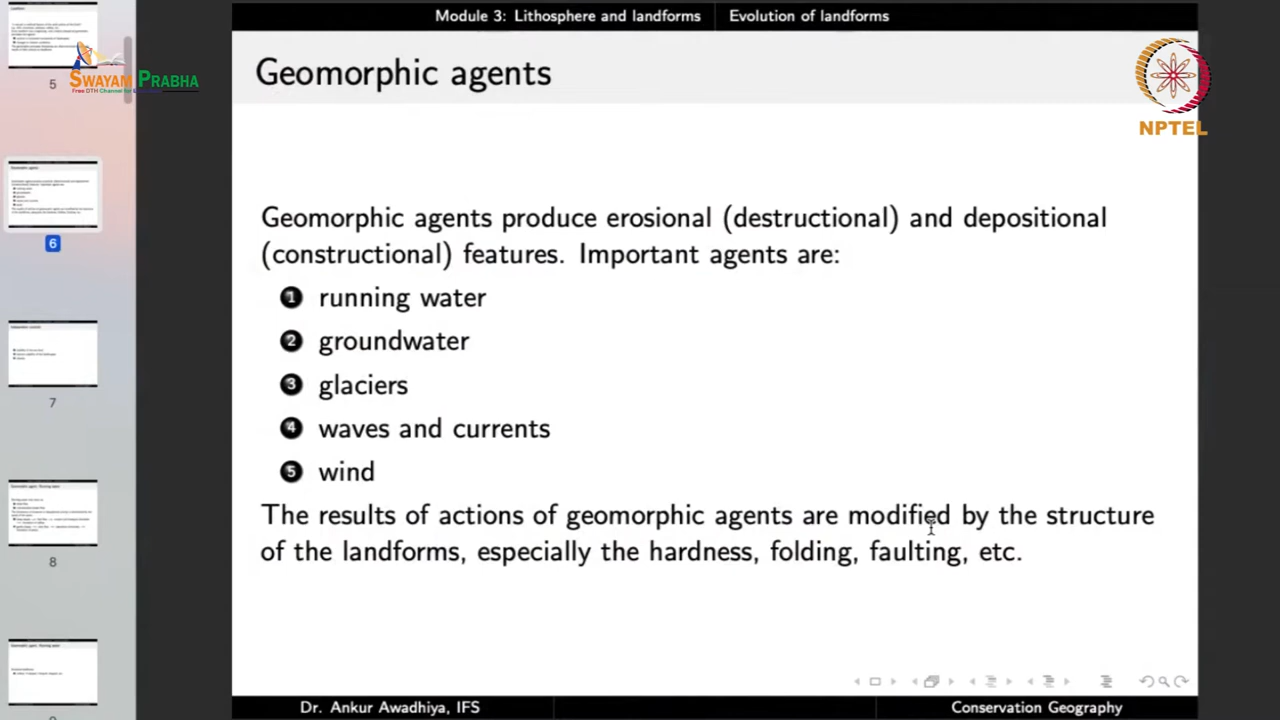 Module 3: Lithosphere and landforms Evolution of landforms
Geomorphic agents
SWAYAM PRABHA
NPTEL
5
6
7
8
Geomorphic agents produce erosional (destructional) and depositional
(constructional) features. Important agents are:
1 running water
2 groundwater
3 glaciers
4 waves and currents
5 wind
The results of actions of geomorphic agents are modified by the structure
of the landforms, especially the hardness, folding, faulting, etc.
Dr. Ankur Awadhiya, IFS Conservation Geography